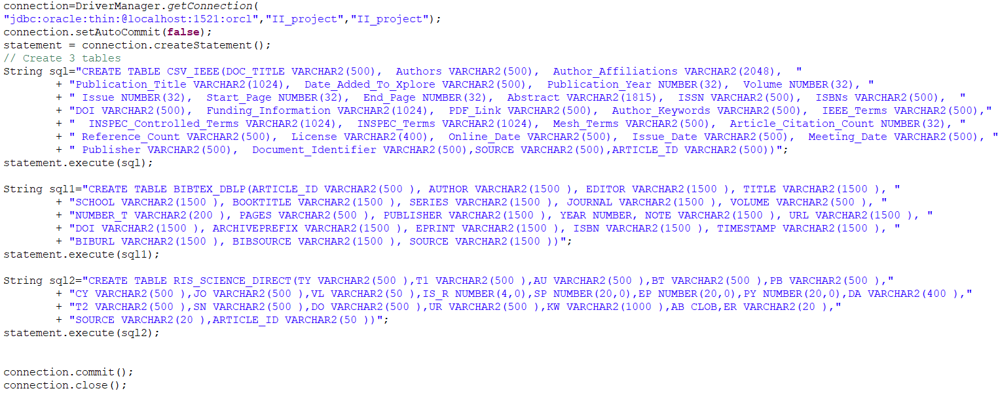 connection=DriverManager.getConnection(
"jdbc:oracle:thin:@localhost:1521:orcl","II_project","II_project");
connection.setAutoCommit(false);
statement = connection.createStatement();
// Create 3 tables
String sql="CREATE TABLE CSV_IEEE(DOC_TITLE VARCHAR2(500),  Authors VARCHAR2(500),  Author_Affiliations VARCHAR2(2048),  "
        + "Publication_Title VARCHAR2(1024),  Date_Added_To_Xplore VARCHAR2(500),  Publication_Year NUMBER(32),  Volume NUMBER(32), "
        + " Issue NUMBER(32),  Start_Page NUMBER(32),  End_Page NUMBER(32),  Abstract VARCHAR2(1815),  ISSN VARCHAR2(500),  ISBNs VARCHAR2(500),  "
        + "DOI VARCHAR2(500),  Funding_Information VARCHAR2(1024),  PDF_Link VARCHAR2(500),  Author_Keywords VARCHAR2(500),  IEEE_Terms VARCHAR2(500),"
        + "  INSPEC_Controlled_Terms VARCHAR2(1024),  INSPEC_Terms VARCHAR2(1024),  Mesh_Terms VARCHAR2(500),  Article_Citation_Count NUMBER(32), "
        + " Reference_Count VARCHAR2(500),  License VARCHAR2(400),  Online_Date VARCHAR2(500),  Issue_Date VARCHAR2(500),  Meeting_Date VARCHAR2(500), "
        + " Publisher VARCHAR2(500),  Document_Identifier VARCHAR2(500),SOURCE VARCHAR2(500),ARTICLE_ID VARCHAR2(500))";
statement.execute(sql);
String sql1="CREATE TABLE BIBTEX_DBLP(ARTICLE_ID VARCHAR2(500 ), AUTHOR VARCHAR2(1500 ), EDITOR VARCHAR2(1500 ), TITLE VARCHAR2(1500 ), "
        + "SCHOOL VARCHAR2(1500 ), BOOKTITLE VARCHAR2(1500 ), SERIES VARCHAR2(1500 ), JOURNAL VARCHAR2(1500 ), VOLUME VARCHAR2(500 ), "
        + "NUMBER_T VARCHAR2(200 ), PAGES VARCHAR2(500 ), PUBLISHER VARCHAR2(1500 ), YEAR NUMBER, NOTE VARCHAR2(1500 ), URL VARCHAR2(1500 ), "
        + "DOI VARCHAR2(1500 ), ARCHIVEPREFIX VARCHAR2(1500 ), EPRINT VARCHAR2(1500 ), ISBN VARCHAR2(1500 ), TIMESTAMP VARCHAR2(1500 ), "
        + "BIBURL VARCHAR2(1500 ), BIBSOURCE VARCHAR2(1500 ), SOURCE VARCHAR2(1500 ))";
statement.execute(sql1);
String sql2="CREATE TABLE RIS_SCIENCE_DIRECT(TY VARCHAR2(500 ),T1 VARCHAR2(500 ),AU VARCHAR2(500 ),BT VARCHAR2(500 ),PB VARCHAR2(500 ),"
        + "CY VARCHAR2(500 ),JO VARCHAR2(500 ),VL VARCHAR2(50 ),IS_R NUMBER(4,0),SP NUMBER(20,0),EP NUMBER(20,0),PY NUMBER(20,0),DA VARCHAR2(400 ),"
        + "T2 VARCHAR2(500 ),SN VARCHAR2(500 ),DO VARCHAR2(500 ),UR VARCHAR2(500 ),KW VARCHAR2(1000 ),AB CLOB,ER VARCHAR2(20 ),"
        + "SOURCE VARCHAR2(20 ),ARTICLE_ID VARCHAR2(50 ))";
statement.execute(sql2);
connection.commit();
connection.close();